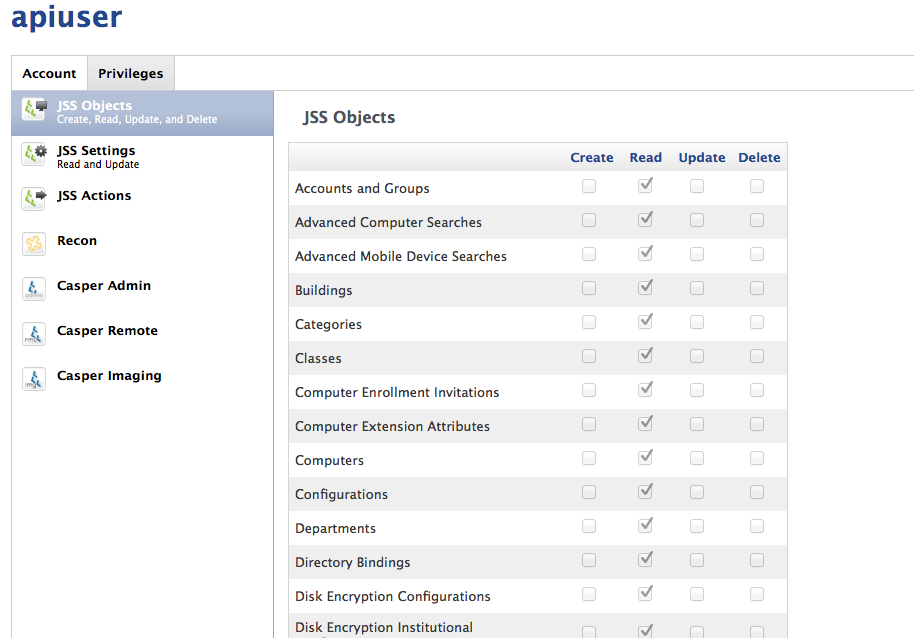 apiuser
Account Privileges
JSS Objects
Create, Read, Update, and Delete
JSS Settings
Read and Update
JSS Actions
Recon
Casper Admin
Casper Remote
Casper Imaging
JSS Objects
Create Read Update Delete
Accounts and Groups
Advanced Computer Searches
Advanced Mobile Device Searches
Buildings
Categories
Classes
Computer Enrollment Invitations
Computer Extension Attributes
Computers
Configurations
Departments
Directory Bindings
Disk Encryption Configurations
Disk Encryption Institutional